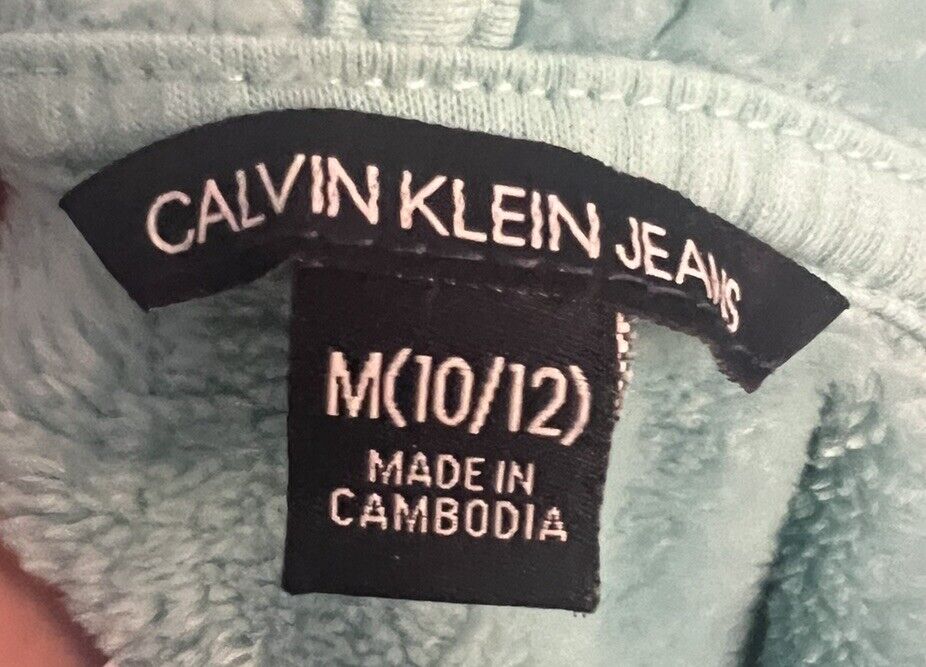 CALVIN KLEIN JEANS
M(10/12)
MADE IN
CAMBODIA